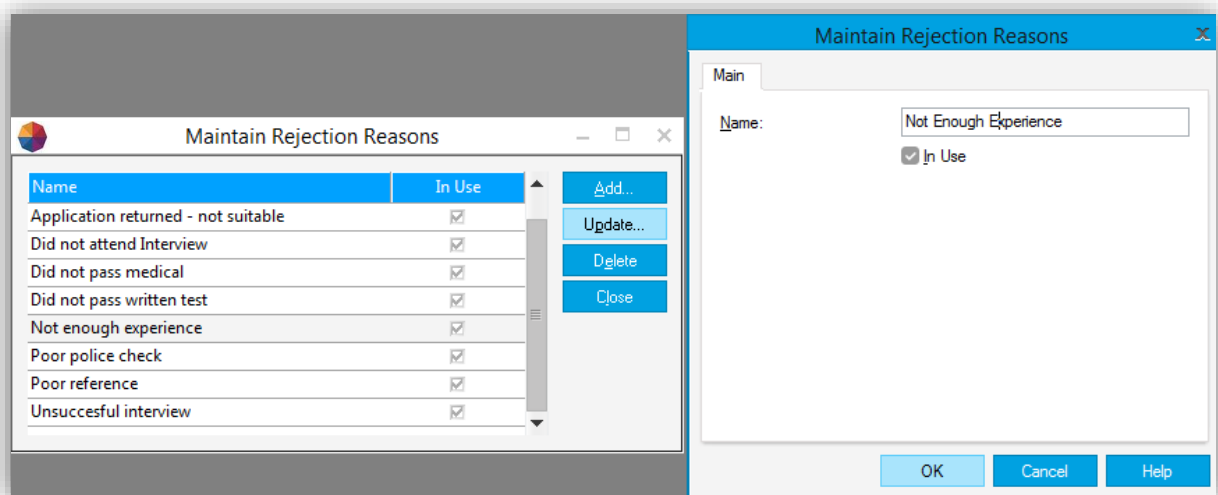 Maintain Rejection Reasons
Name In Use
Application returned - not suitable
Did not attend Interview
Did not pass medical
Did not pass written test
Not enough experience
Poor police check
Poor reference
Unsuccesful interview
Add...
Update...
Delete
Close
Maintain Rejection Reasons
Main
Name: Not Enough Experience
In Use
OK Cancel Help